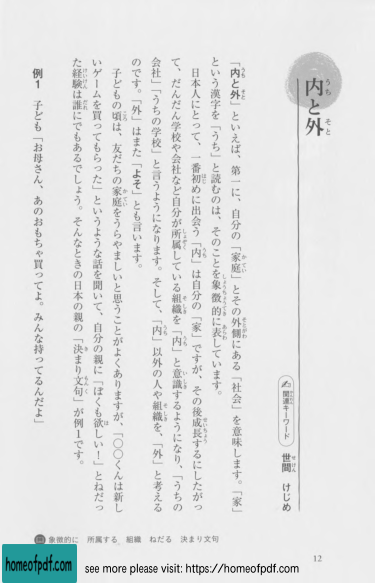 内と外
関連キーワード
世間 けじめ
「内と外」といえば、第一に、自分の「家庭」とその外側にある「社会」を意味します。「家」
という漢字を「うち」と読むのは、そのことを象徴的に表しています。
日本人にとって、一番初めに出会う「内」は自分の「家」ですが、その後成長するにしたがっ
て、だんだん学校や会社など自分が所属している組織を「内」と意識するようになり、「うちの
会社」「うちの学校」と言うようになります。そして、「内」以外の人や組織を、「外」と考える
のです。「外」はまた「よそ」とも言います。
子どもの頃は、友だちの家庭をうらやましいと思うことがよくありますが、「○○くんは新し
いゲームを買ってもらった」というような話を聞いて、自分の親に「ぼくも欲しい!」とねだっ
た経験は誰にでもあるでしょう。そんなときの日本の親の「決まり文句」が例1です。
例1 子ども「お母さん、あのおもちゃ買ってよ。みんな持ってるんだよ」
象徴的に 所属する 組織 ねだる 決まり文句
12
homeofpdf.com
see more please visit: https://homeofpdf.com